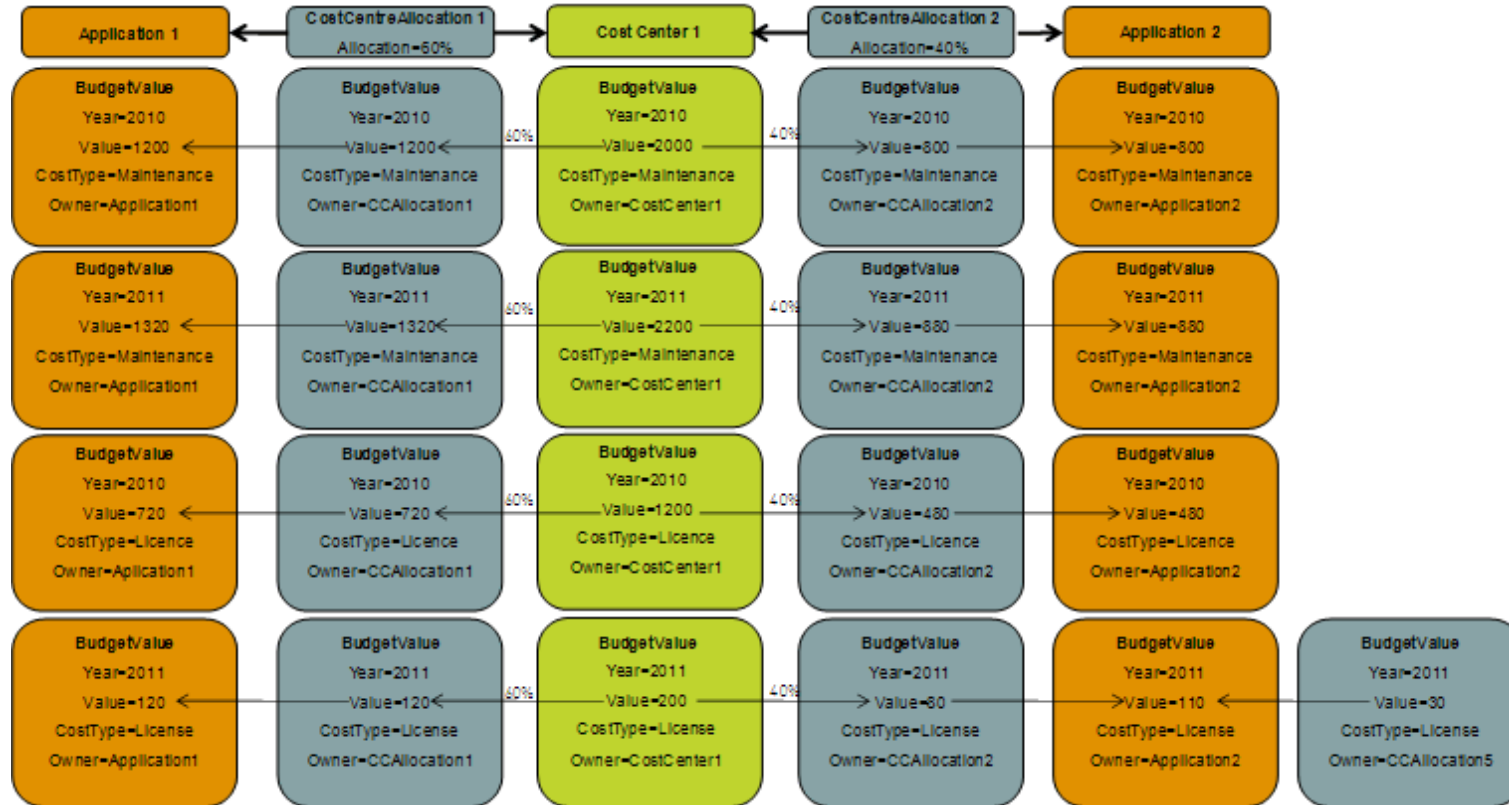 Application 1
CostCentreAllocation 1
Allocation=60%
Cost Center 1
CostCentreAllocation 2
Allocation=40%
Application 2
BudgetValue
Year=2010
Value=1200
CostType=Maintenance
Owner=Application1
BudgetValue
Year=2010
Value=1200
CostType=Maintenance
Owner=CCAllocation1
60%
BudgetValue
Year=2010
Value=2000
CostType=Maintenance
Owner=CostCenter1
40%
BudgetValue
Year=2010
Value=800
CostType=Maintenance
Owner=CCAllocation2
BudgetValue
Year=2010
Value=800
CostType=Maintenance
Owner=Application2
BudgetValue
Year=2011
Value=1320
CostType=Maintenance
Owner=Application1
BudgetValue
Year=2011
Value=1320
CostType=Maintenance
Owner=CCAllocation1
60%
BudgetValue
Year=2011
Value=2200
CostType=Maintenance
Owner=CostCenter1
40%
BudgetValue
Year=2011
Value=880
CostType=Maintenance
Owner=CCAllocation2
BudgetValue
Year=2011
Value=880
CostType=Maintenance
Owner=Application2
BudgetValue
Year=2010
Value=720
CostType=Licence
Owner=Aplication1
BudgetValue
Year=2010
Value=720
CostType=Licence
Owner=CCAllocation1
60%
BudgetValue
Year=2010
Value=1200
CostType=Licence
Owner=CostCenter1
40%
BudgetValue
Year=2010
Value=480
CostType=Licence
Owner=CCAllocation2
BudgetValue
Year=2010
Value=480
CostType=Licence
Owner=Application2
BudgetValue
Year=2011
Value=120
CostType=License
Owner=Application1
BudgetValue
Year=2011
Value=120
CostType=License
Owner=CCAllocation1
60%
BudgetValue
Year=2011
Value=200
CostType=License
Owner=CostCenter1
40%
BudgetValue
Year=2011
Value=80
CostType=License
Owner=CCAllocation2
BudgetValue
Year=2011
Value=110
CostType=License
Owner=Application2
BudgetValue
Year=2011
Value=30
CostType=License
Owner=CCAllocation5